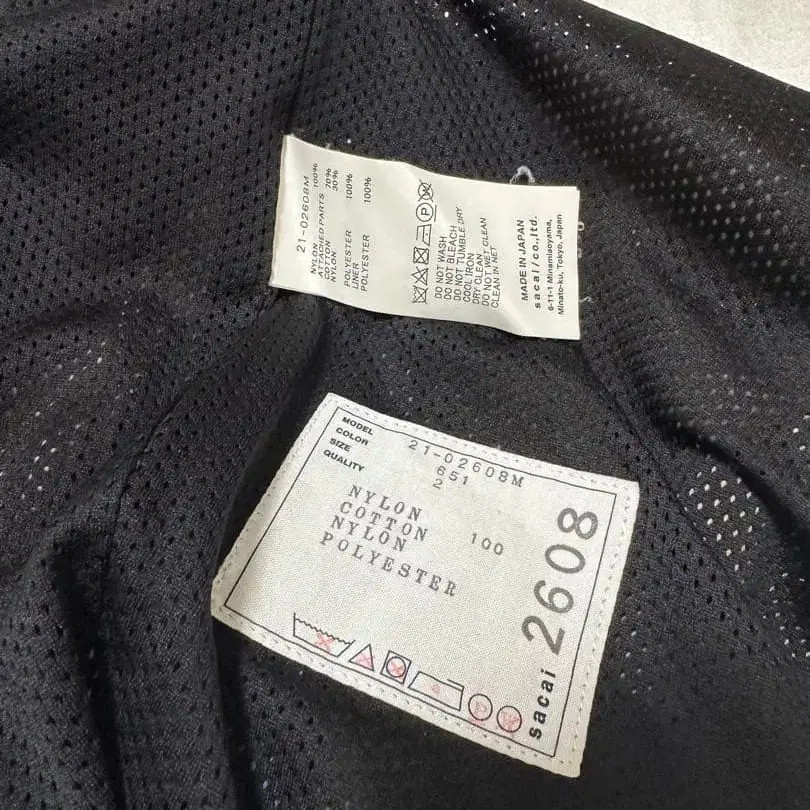 21-02608M
NYLON 100%
ATTACHED PARTS
COTTON 70%
NYLON 30%
POLYESTER 100%
LINER
POLYESTER 100%
P
DO NOT WASH
DO NOT BLEACH
DO NOT TUMBLE DRY
COOL IRON
DRY CLEAN
DO NOT WET CLEAN
CLEAN IN NET
MADE IN JAPAN
sacai/co.,ltd.
6-11-1 Minamiaoyama,
Minato-ku, Tokyo, Japan
MODEL 21-02608M
COLOR 651
SIZE 2
QUALITY
NYLON
COTTON 100
NYLON
POLYESTER
sacai 2608